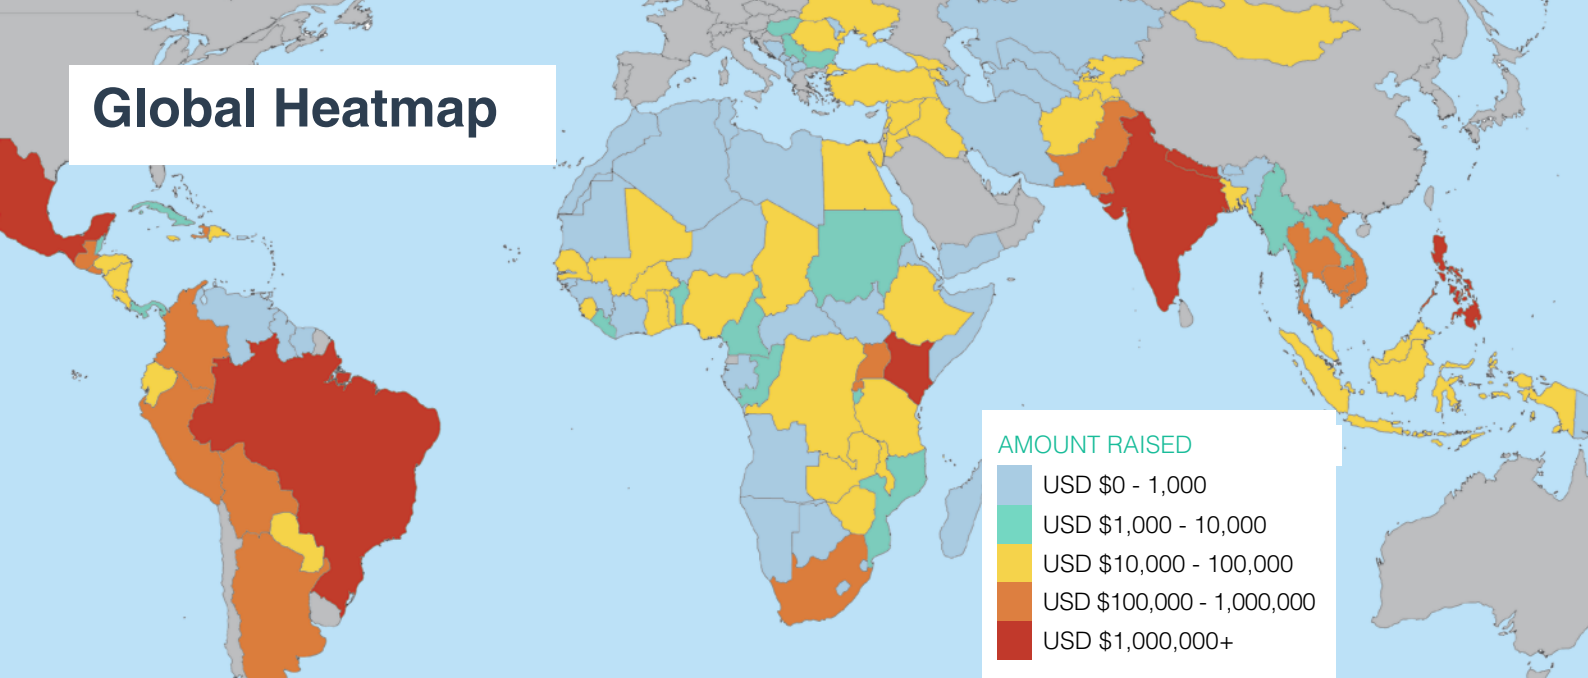 Global Heatmap
AMOUNT RAISED
USD $0 - 1,000
USD $1,000 - 10,000
USD $10,000 - 100,000
USD $100,000 - 1,000,000
USD $1,000,000+